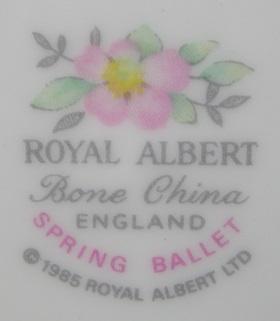 ROYAL ALBERT
Bone China
ENGLAND
SPRING BALLET
© 1985 ROYAL ALBERT LTD